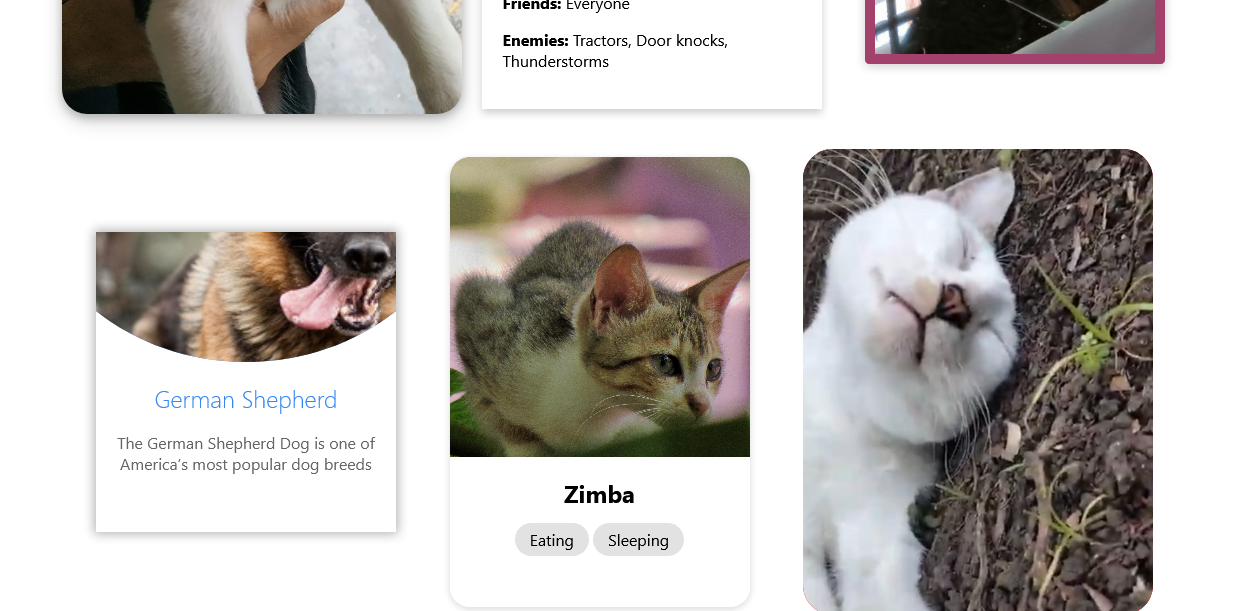 Friends: Everyone
Enemies: Tractors, Door knocks,
Thunderstorms
German Shepherd
The German Shepherd Dog is one of
America's most popular dog breeds
Zimba
Eating Sleeping